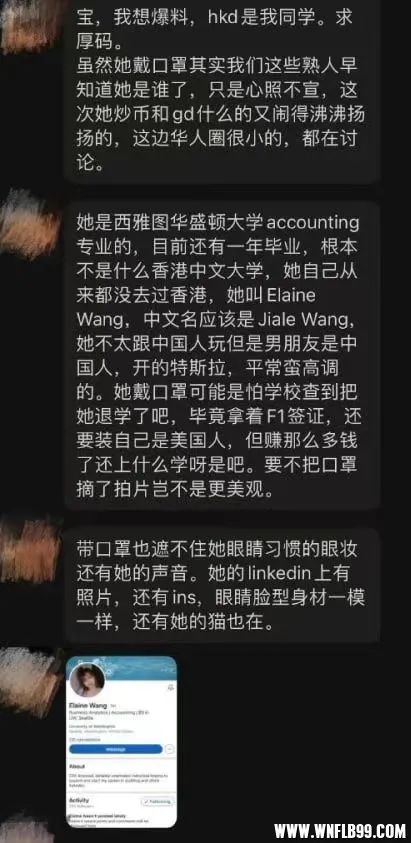 宝，我想爆料，hkd是我同学。求
厚码。
虽然她戴口罩其实我们这些熟人早
知道她是谁了，只是心照不宣，这
次她炒币和gd什么的又闹得沸沸扬
扬的，这边华人圈很小的，都在讨
论。
她是西雅图华盛顿大学accounting
专业的，目前还有一年毕业，根本
不是什么香港中文大学，她自己从
来都没去过香港，她叫Elaine
Wang，中文名应该是Jiale Wang，
她不太跟中国人玩但是男朋友是中
国人，开的特斯拉，平常蛮高调
的。她戴口罩可能是怕学校查到把
她退学了吧，毕竟拿着F1签证，还
要装自己是美国人，但赚那么多钱
了还上什么学呀是吧。要不把口罩
摘了拍片岂不是更美观。
带口罩也遮不住她眼睛习惯的眼妆
还有她的声音。她的linkedin上有
照片，还有ins，眼睛脸型身材一模
一样，还有她的猫也在。
Elaine Wang
University of Washington
Message
About
Activity
Following
WWW.WNFLB99.COM